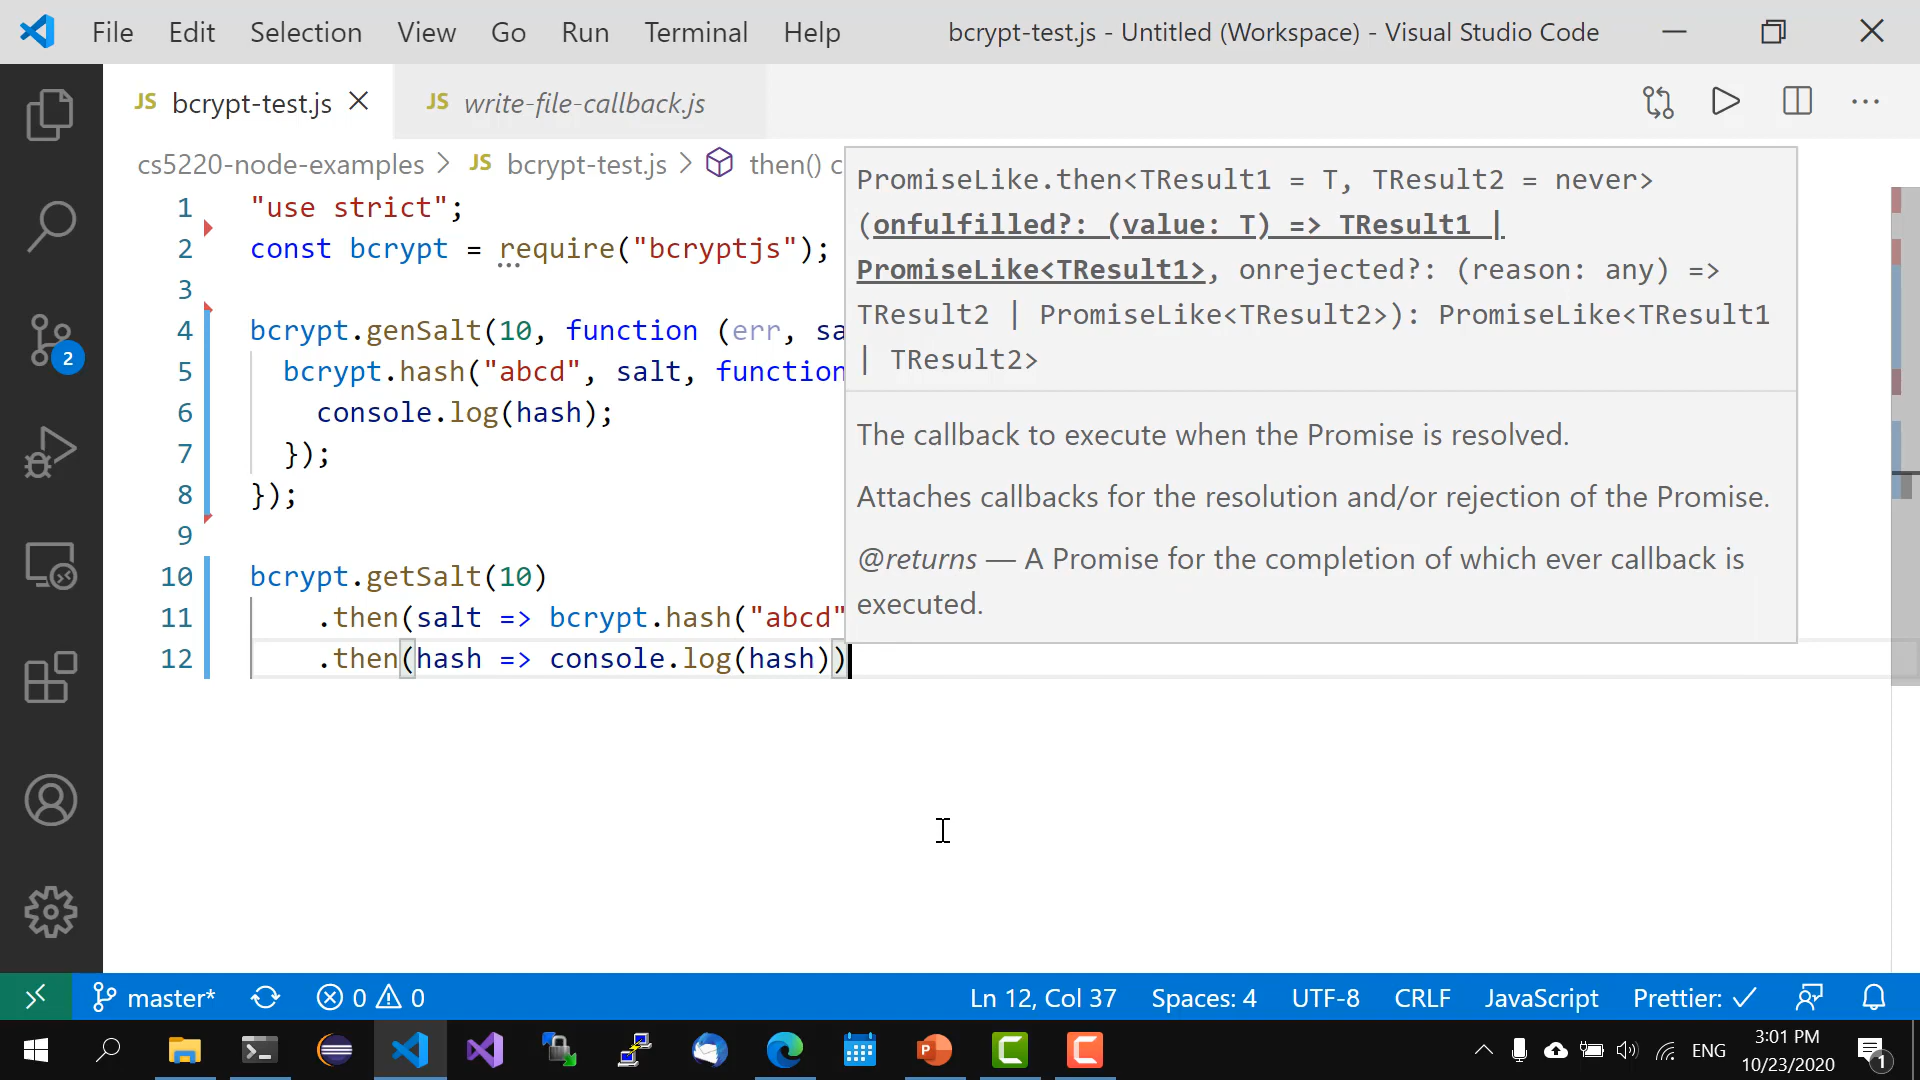 File Edit Selection View Go Run Terminal Help bcrypt-test.js - Untitled (Workspace) - Visual Studio Code
JS bcrypt-test.js JS write-file-callback.js
cs5220-node-examples > JS bcrypt-test.js > then() c
1 "use strict";
2 const bcrypt = require("bcryptjs");
3
4 bcrypt.genSalt(10, function (err, sa
5 bcrypt.hash("abcd", salt, function
6 console.log(hash);
7 });
8 });
9
10 bcrypt.getSalt(10)
11 .then(salt => bcrypt.hash("abcd"
12 .then(hash => console.log(hash))
PromiseLike.then<TResult1 = T, TResult2 = never>
(onfulfilled?: (value: T) => TResult1 |
PromiseLike<TResult1>, onrejected?: (reason: any) =>
TResult2 | PromiseLike<TResult2>): PromiseLike<TResult1
| TResult2>
The callback to execute when the Promise is resolved.
Attaches callbacks for the resolution and/or rejection of the Promise.
@returns — A Promise for the completion of which ever callback is
executed.
2
master* 0 0 Ln 12, Col 37 Spaces: 4 UTF-8 CRLF JavaScript Prettier: ✓
ENG 3:01 PM
10/23/2020 1